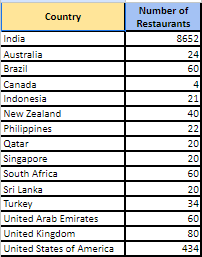 Country Number of Restaurants
India 8652
Australia 24
Brazil 60
Canada 4
Indonesia 21
New Zealand 40
Philippines 22
Qatar 20
Singapore 20
South Africa 60
Sri Lanka 20
Turkey 34
United Arab Emirates 60
United Kingdom 80
United States of America 434